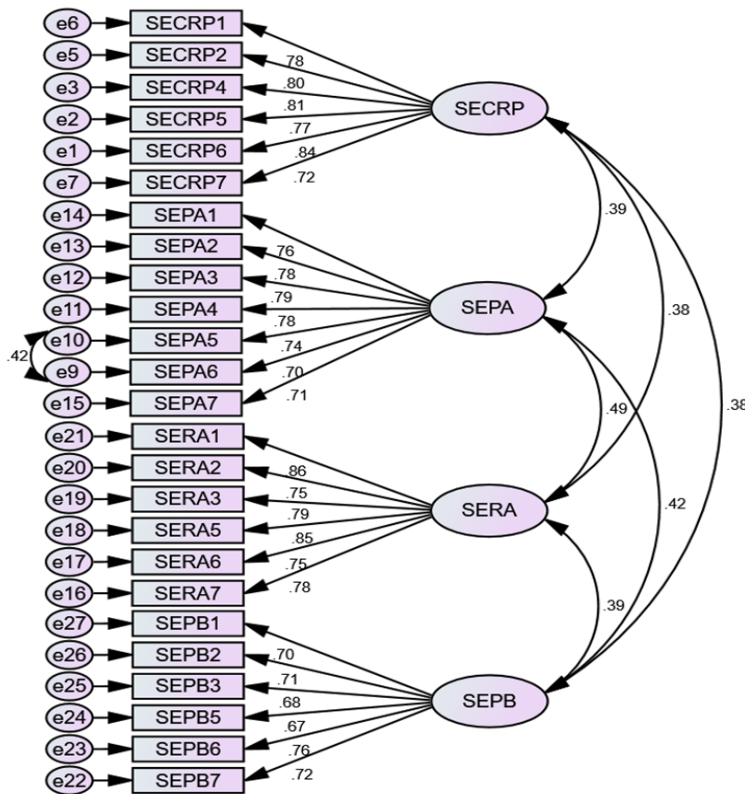 e6 SECRP1
e5 SECRP2
.78
e3 SECRP4
.80
.81
SECRP
e2 SECRP5
.77
e1 SECRP6
.84
e7 SECRP7
.72
e14 SEPA1
.39
e13 SEPA2
.76
e12 SEPA3
.78
.79
e11 SEPA4
SEPA
.38
.78
e10 SEPA5
.74
.42
e9 SEPA6
.70
e15 SEPA7
.71
.49
.38
e21 SERA1
e20 SERA2
.86
.75
e19 SERA3
.79
SERA
.42
e18 SERA5
.85
e17 SERA6
.75
e16 SERA7
.78
.39
e27 SEPB1
e26 SEPB2
.70
.71
e25 SEPB3
.68
SEPB
e24 SEPB5
.67
e23 SEPB6
.76
e22 SEPB7
.72